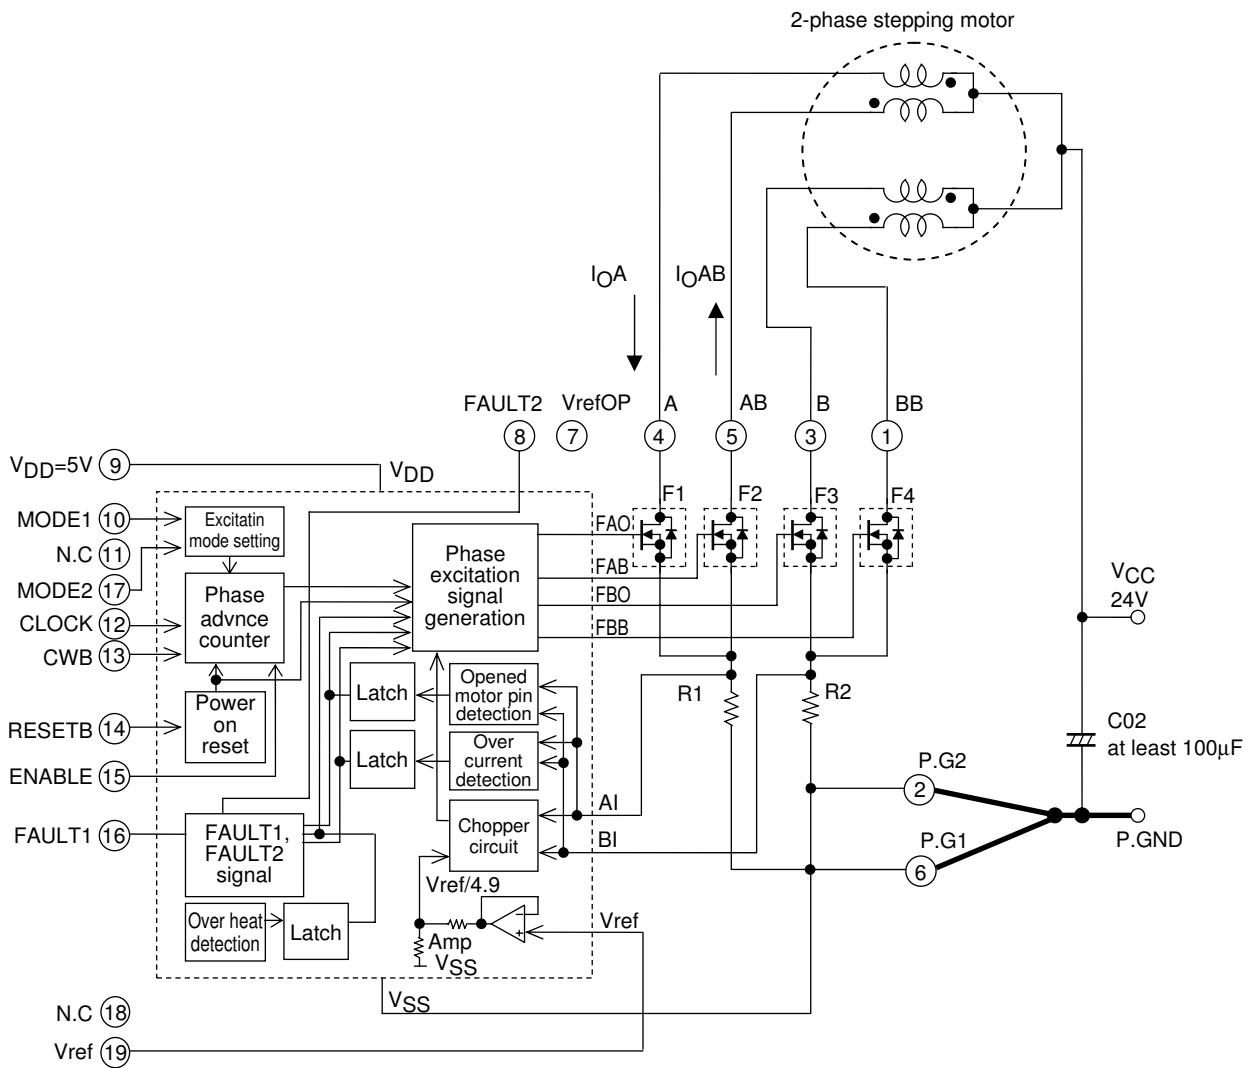 2-phase stepping motor
IOA
IOAB
FAULT2
VrefOP
A
AB
B
BB
8
7
4
5
3
1
VDD=5V 9
VDD
MODE1 10
N.C 11
MODE2 17
CLOCK 12
CWB 13
RESETB 14
ENABLE 15
FAULT1 16
N.C 18
Vref 19
Excitatin
mode setting
Phase
advnce
counter
Power
on
reset
FAULT1,
FAULT2
signal
Over heat
detection
Latch
Phase
excitation
signal
generation
Latch
Opened
motor pin
detection
Latch
Over
current
detection
Chopper
circuit
Vref/4.9
Amp
VSS
Vref
VSS
FAO
FAB
FBO
FBB
F1
F2
F3
F4
AI
BI
R1
R2
VCC
24V
C02
at least 100µF
P.G2
2
P.G1
6
P.GND